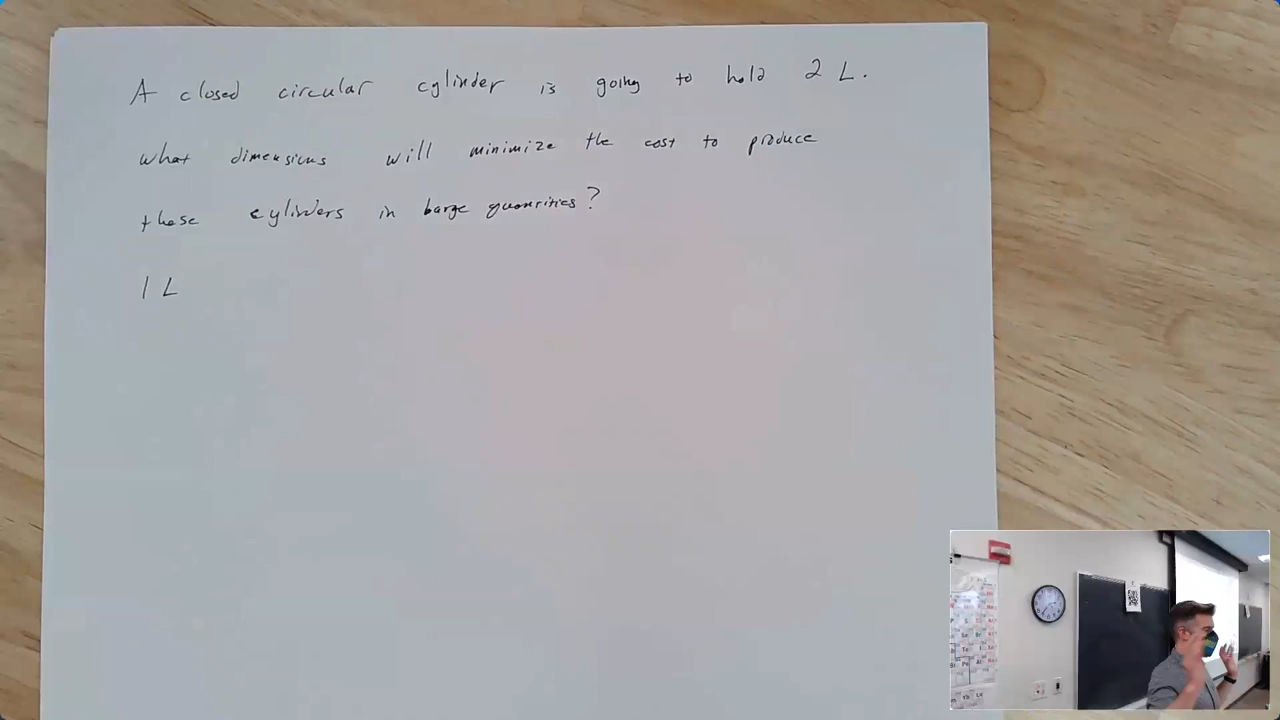 A closed circular cylinder is going to hold 2 L.
What dimensions will minimize the cost to produce
these cylinders in large quantities?
1 L